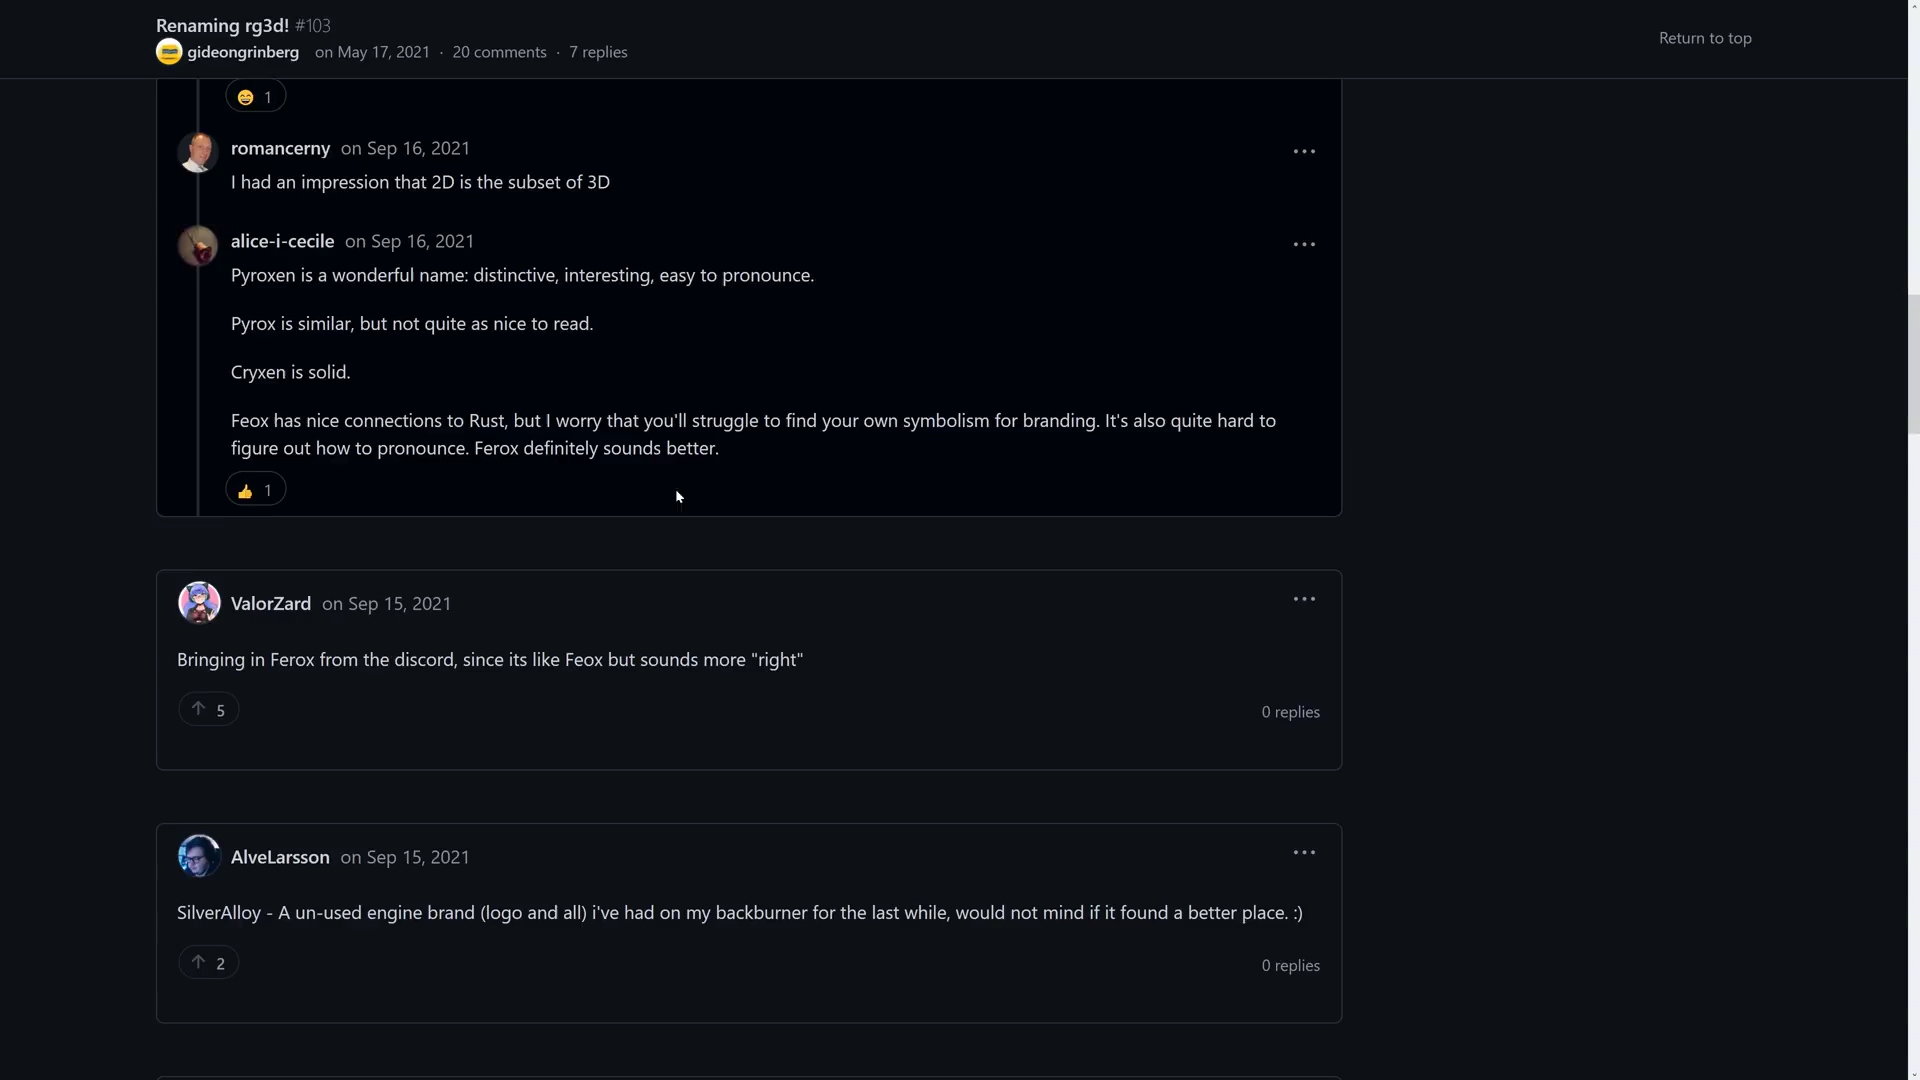 Renaming rg3d! #103
gideongrinberg on May 17, 2021 · 20 comments · 7 replies
Return to top
1
romancerny on Sep 16, 2021
I had an impression that 2D is the subset of 3D
alice-i-cecile on Sep 16, 2021
Pyroxen is a wonderful name: distinctive, interesting, easy to pronounce.
Pyrox is similar, but not quite as nice to read.
Cryxen is solid.
Feox has nice connections to Rust, but I worry that you'll struggle to find your own symbolism for branding. It's also quite hard to
figure out how to pronounce. Ferox definitely sounds better.
1
ValorZard on Sep 15, 2021
Bringing in Ferox from the discord, since its like Feox but sounds more "right"
5
0 replies
AlveLarsson on Sep 15, 2021
SilverAlloy - A un-used engine brand (logo and all) i've had on my backburner for the last while, would not mind if it found a better place. :)
2
0 replies